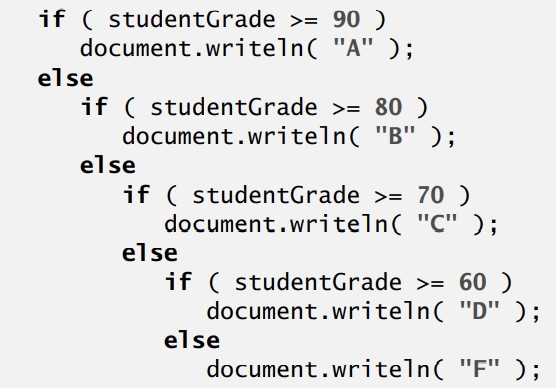 if ( studentGrade >= 90 )
document.writeln( "A" );
else
if ( studentGrade >= 80 )
document.writeln( "B" );
else
if ( studentGrade >= 70 )
document.writeln( "C" );
else
if ( studentGrade >= 60 )
document.writeln( "D" );
else
document.writeln( "F" );